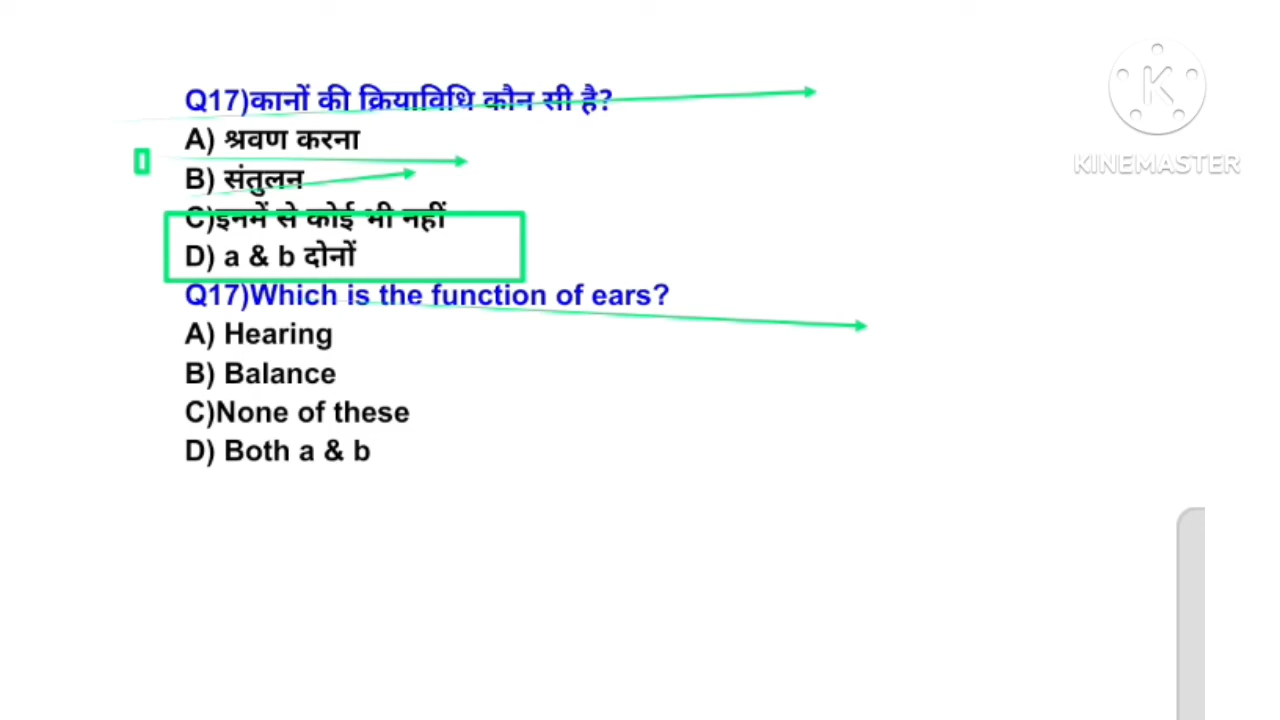 Q17)कानों की क्रियाविधि कौन सी है?
A) श्रवण करना
B) संतुलन
C)इनमें से कोई भी नहीं
D) a & b दोनों
Q17)Which is the function of ears?
A) Hearing
B) Balance
C)None of these
D) Both a & b
K
KINEMASTER